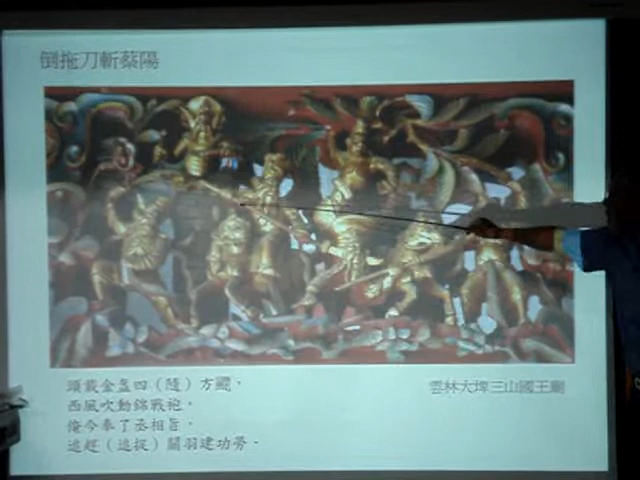 倒拖刀斬蔡陽
頭戴金盔四(隨)方飃,
西風吹動錦戰袍,
俺今奉了丞相旨,
追趕(追捉)關羽建功勞。
雲林大埤三山國王廟